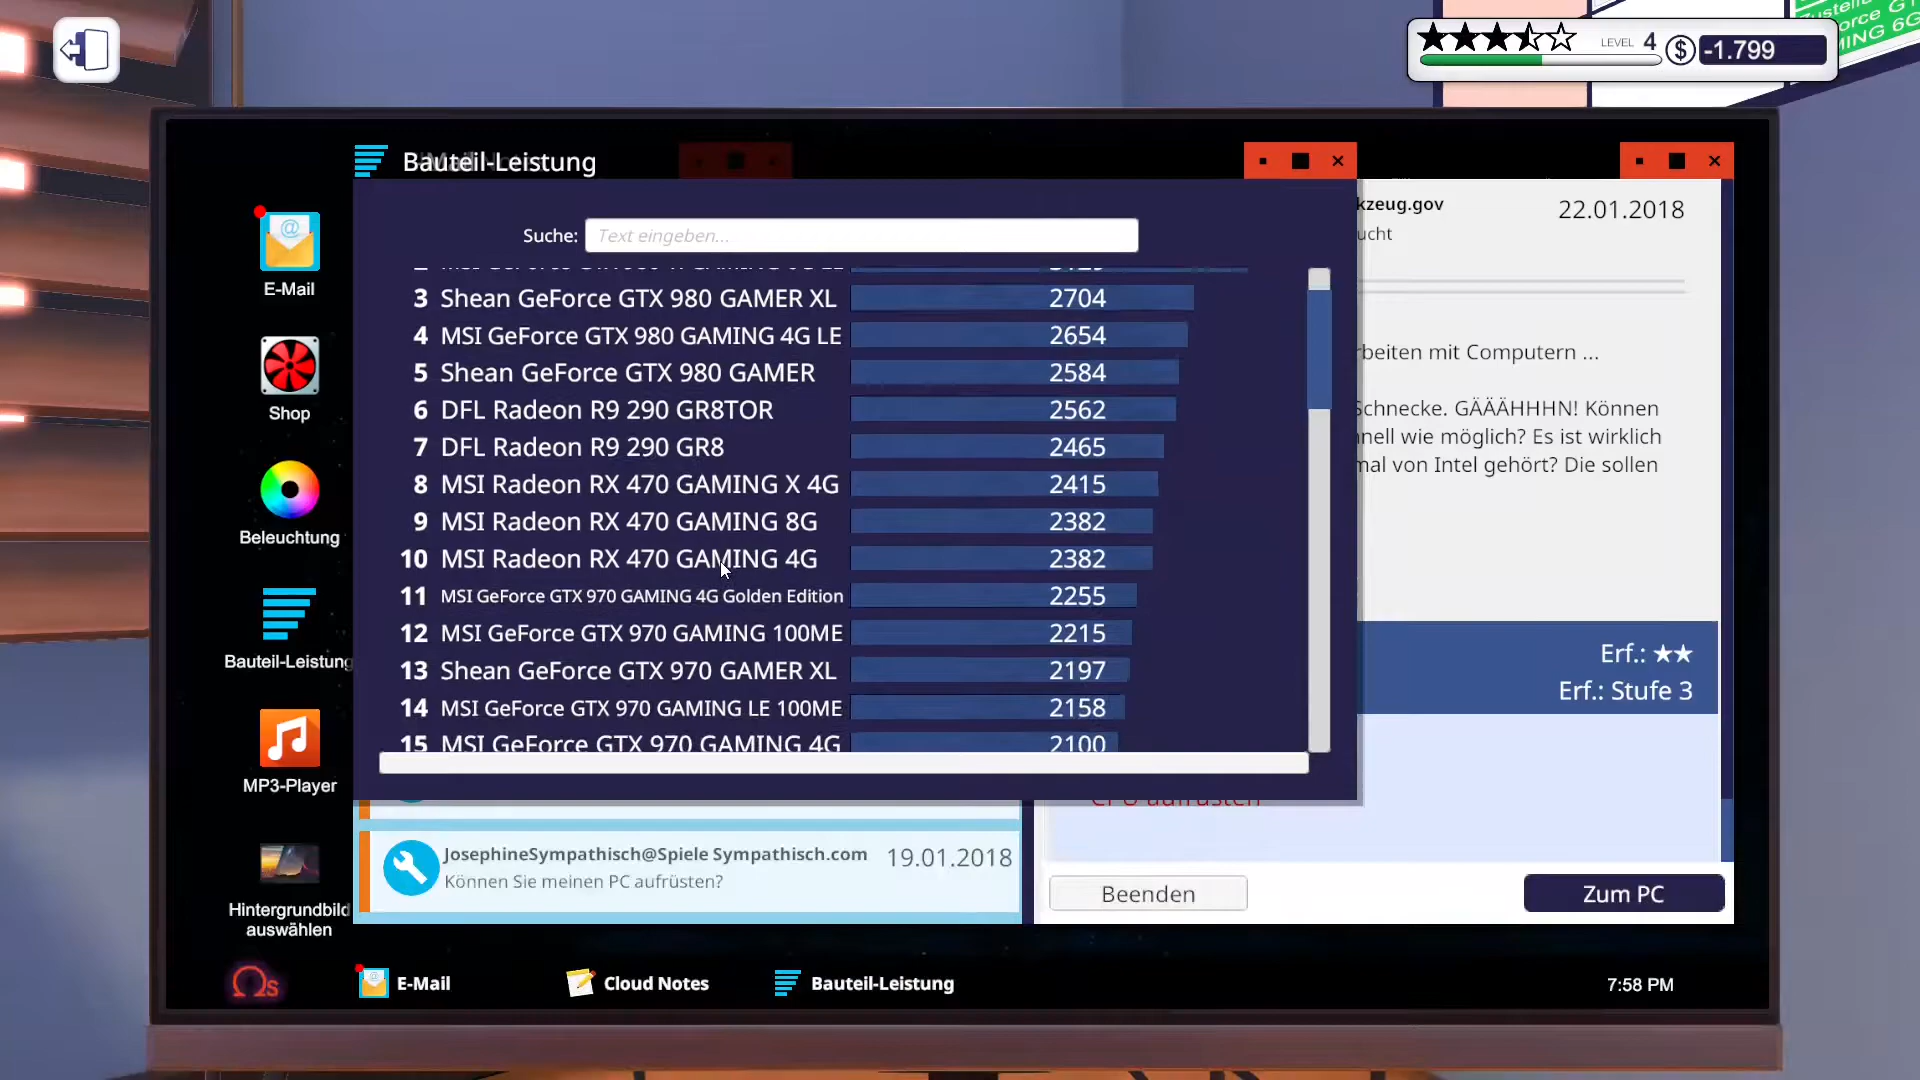 Zustell
Force GT
MING 6G
LEVEL 4
$ -1.799
Bauteil-Leistung
kzeug.gov
22.01.2018
ucht
Suche: Text eingeben...
3 Shean GeForce GTX 980 GAMER XL 2704
4 MSI GeForce GTX 980 GAMING 4G LE 2654
5 Shean GeForce GTX 980 GAMER 2584
6 DFL Radeon R9 290 GR8TOR 2562
7 DFL Radeon R9 290 GR8 2465
8 MSI Radeon RX 470 GAMING X 4G 2415
9 MSI Radeon RX 470 GAMING 8G 2382
10 MSI Radeon RX 470 GAMING 4G 2382
11 MSI GeForce GTX 970 GAMING 4G Golden Edition 2255
12 MSI GeForce GTX 970 GAMING 100ME 2215
13 Shean GeForce GTX 970 GAMER XL 2197
14 MSI GeForce GTX 970 GAMING LE 100ME 2158
15 MSI GeForce GTX 970 GAMING 4G 2100
rbeiten mit Computern ...
Schnecke. GÄÄÄHHHN! Können
nell wie möglich? Es ist wirklich
mal von Intel gehört? Die sollen
Erf.: ★★
Erf.: Stufe 3
CPU aufrüsten
JosephineSympathisch@Spiele Sympathisch.com 19.01.2018
Können Sie meinen PC aufrüsten?
Beenden
Zum PC
E-Mail
Shop
Beleuchtung
Bauteil-Leistung
MP3-Player
Hintergrundbild
auswählen
Ωs
E-Mail
Cloud Notes
Bauteil-Leistung
7:58 PM